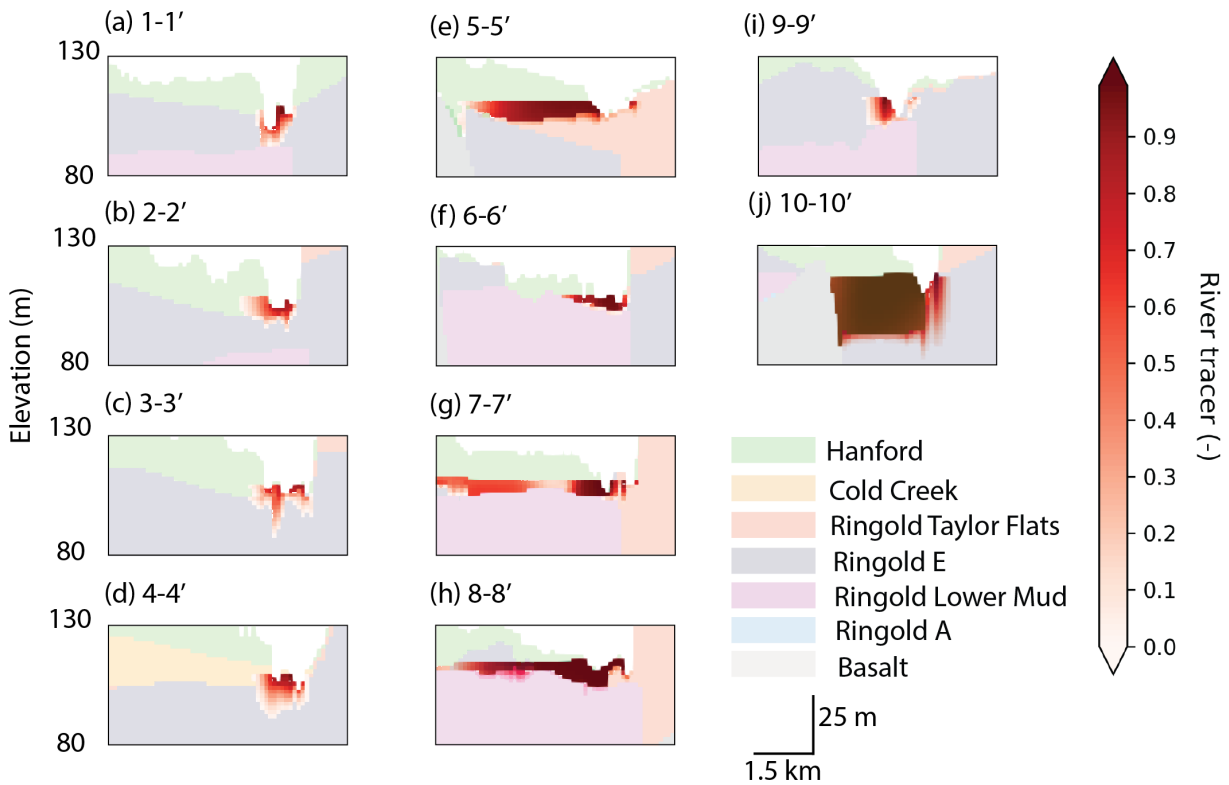 (a) 1-1′
(e) 5-5′
(i) 9-9′
130
80
(b) 2-2′
(f) 6-6′
(j) 10-10′
130
80
Elevation (m)
(c) 3-3′
(g) 7-7′
130
80
(d) 4-4′
(h) 8-8′
130
80
Hanford
Cold Creek
Ringold Taylor Flats
Ringold E
Ringold Lower Mud
Ringold A
Basalt
25 m
1.5 km
0.9
0.8
0.7
0.6
0.5
0.4
0.3
0.2
0.1
0.0
River tracer (-)